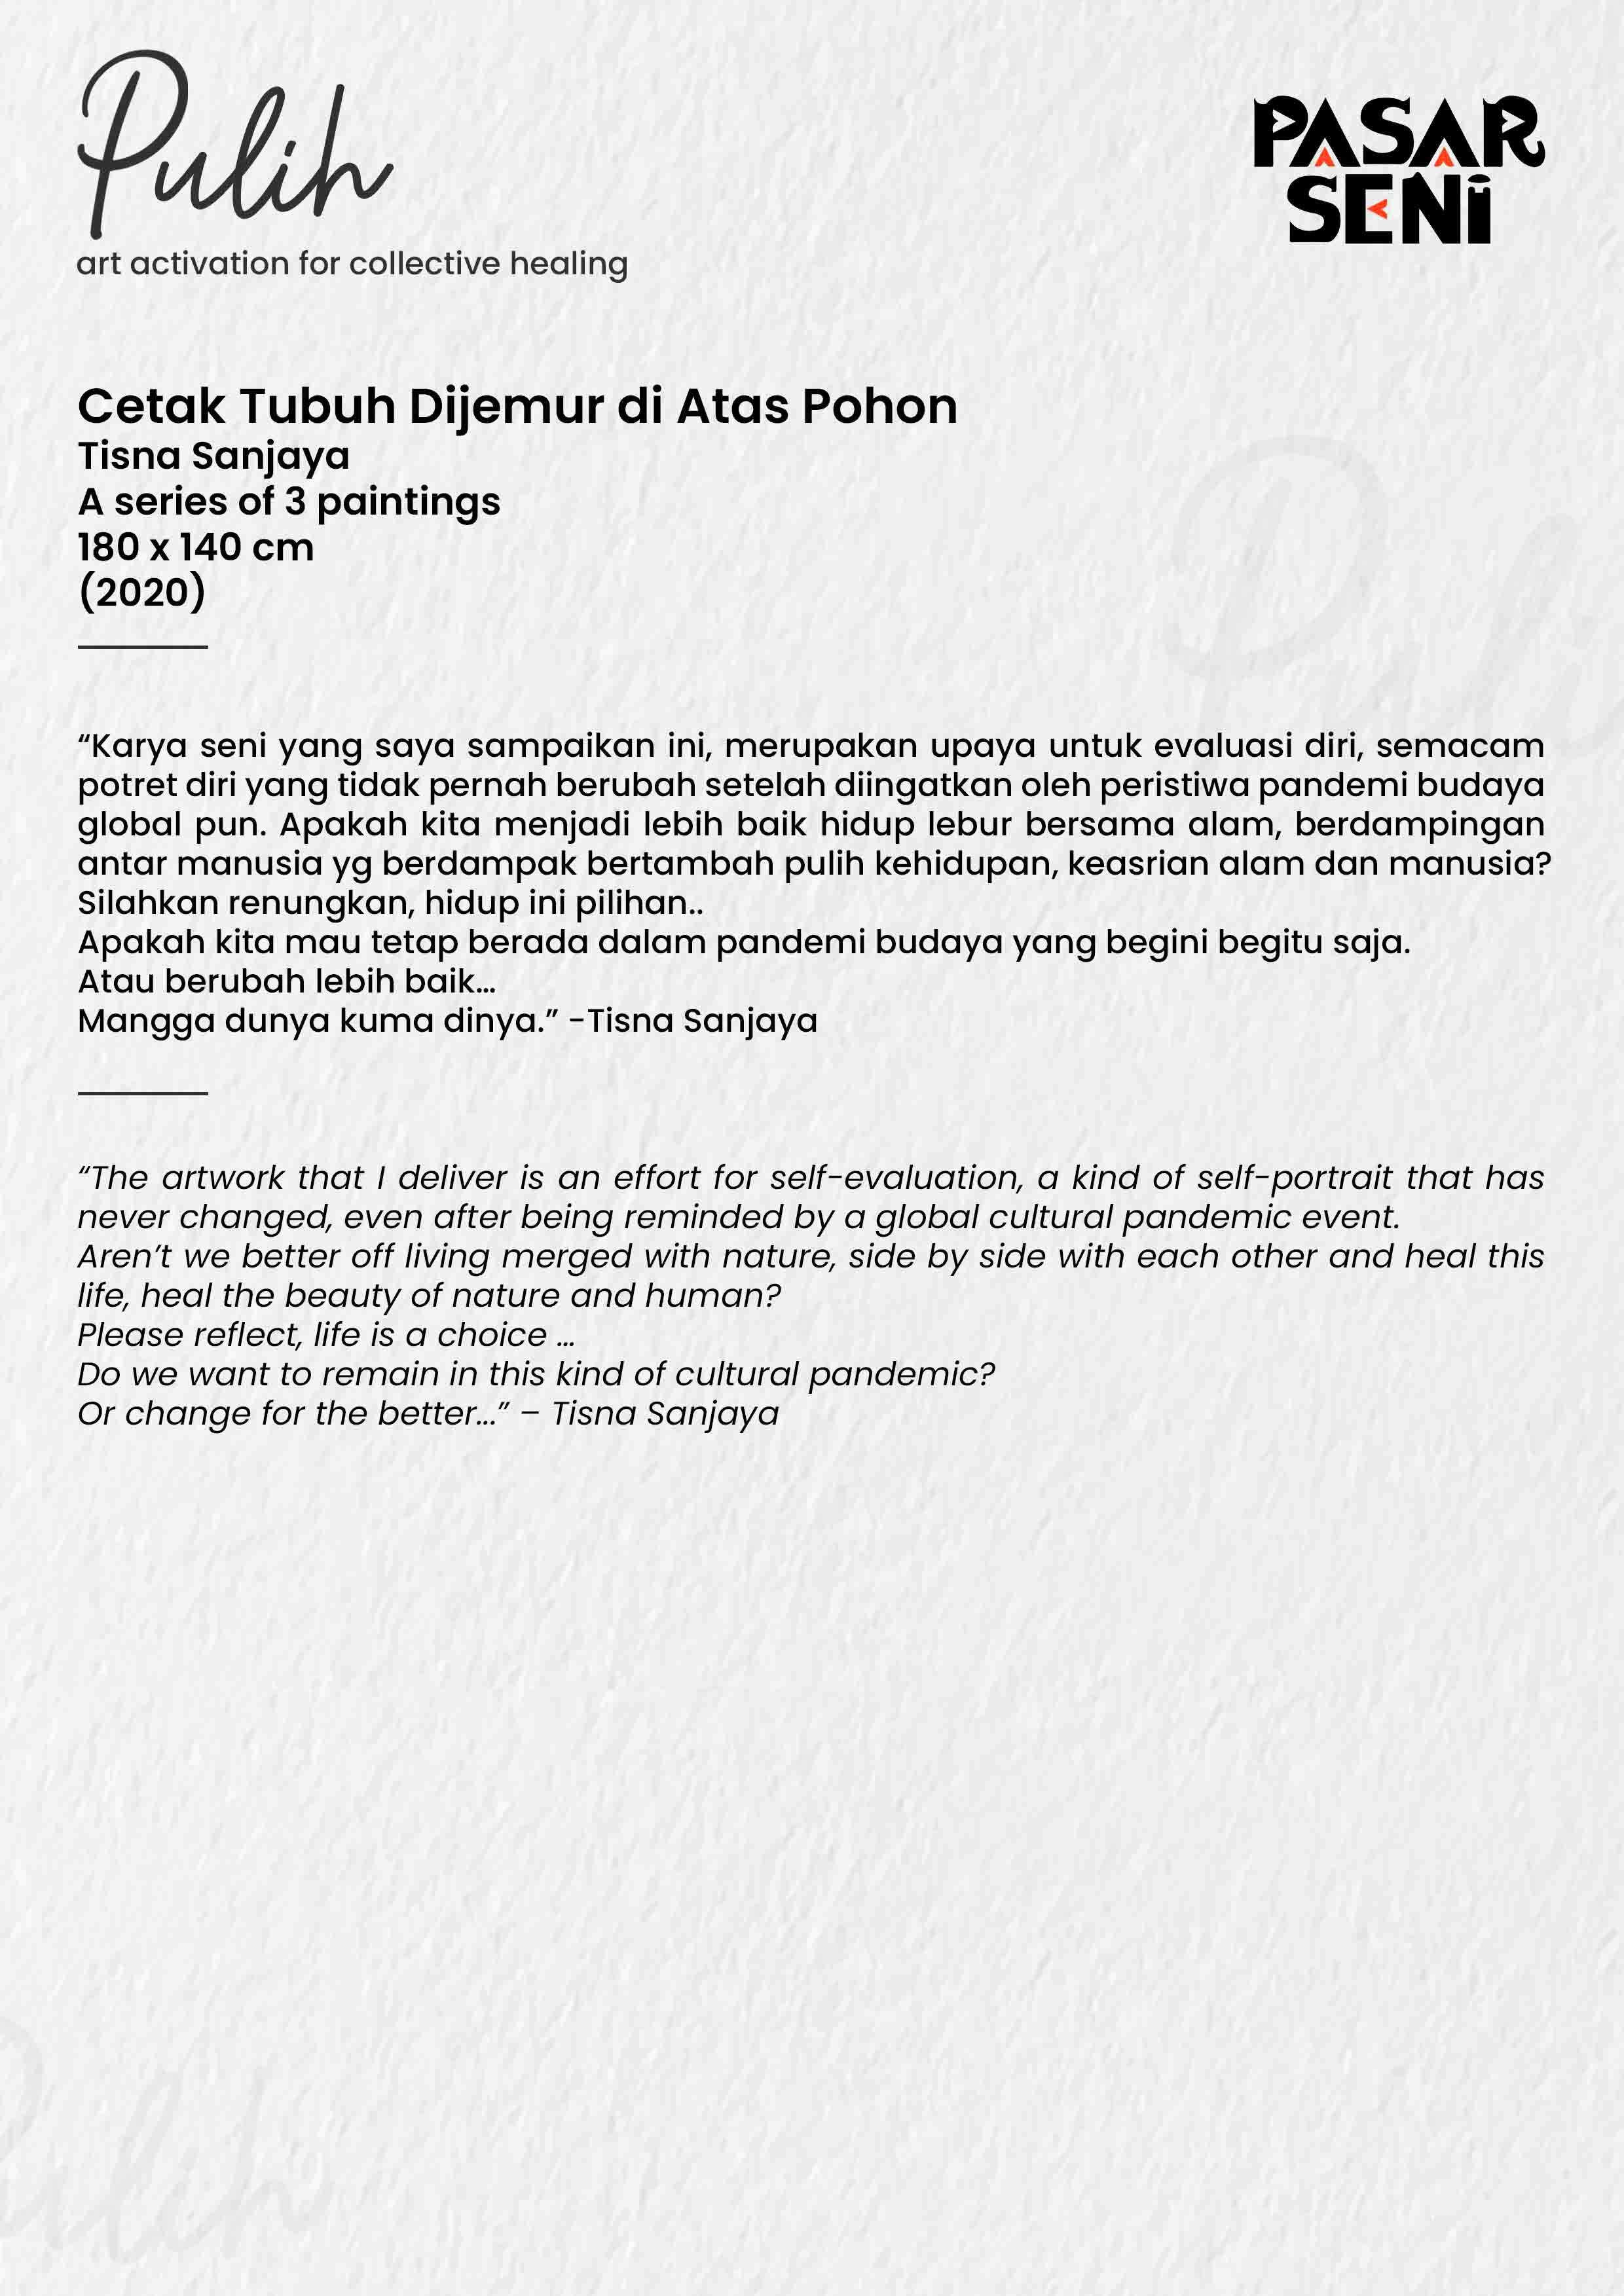 Pulih
art activation for collective healing
PASAR
SENi
Cetak Tubuh Dijemur di Atas Pohon
Tisna Sanjaya
A series of 3 paintings
180 x 140 cm
(2020)
“Karya seni yang saya sampaikan ini, merupakan upaya untuk evaluasi diri, semacam
potret diri yang tidak pernah berubah setelah diingatkan oleh peristiwa pandemi budaya
global pun. Apakah kita menjadi lebih baik hidup lebur bersama alam, berdampingan
antar manusia yg berdampak bertambah pulih kehidupan, keasrian alam dan manusia?
Silahkan renungkan, hidup ini pilihan..
Apakah kita mau tetap berada dalam pandemi budaya yang begini begitu saja.
Atau berubah lebih baik...
Mangga dunya kuma dinya.” -Tisna Sanjaya
“The artwork that I deliver is an effort for self-evaluation, a kind of self-portrait that has
never changed, even after being reminded by a global cultural pandemic event.
Aren’t we better off living merged with nature, side by side with each other and heal this
life, heal the beauty of nature and human?
Please reflect, life is a choice ...
Do we want to remain in this kind of cultural pandemic?
Or change for the better...” – Tisna Sanjaya
Puli
Pulih